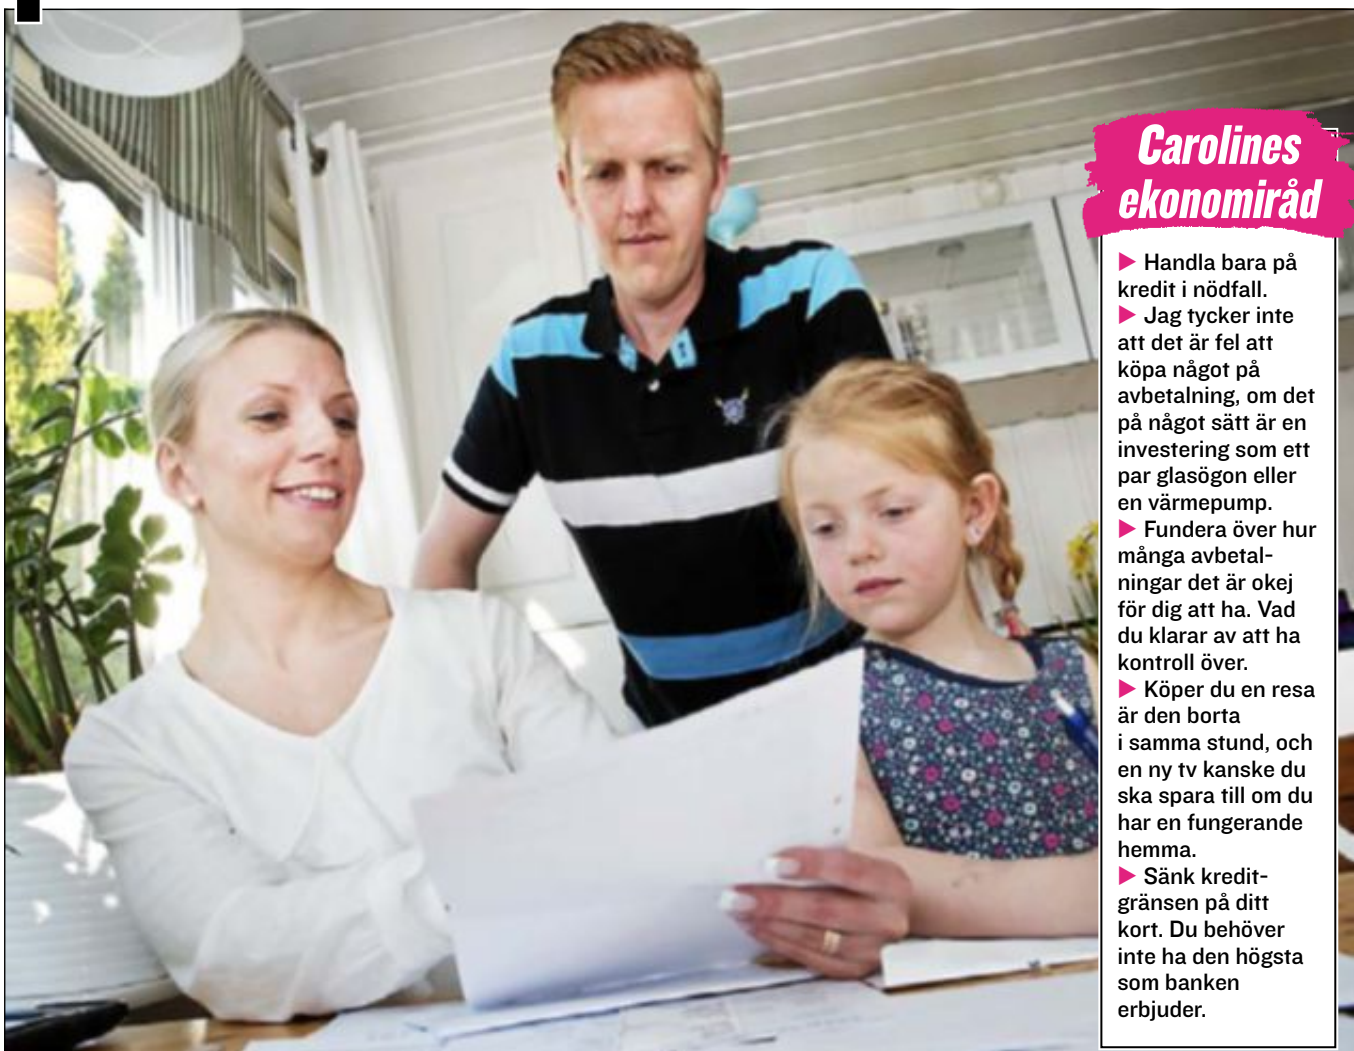 Carolines
ekonomiråd
▶ Handla bara på
kredit i nödfall.
▶ Jag tycker inte
att det är fel att
köpa något på
avbetalning, om det
på något sätt är en
investering som ett
par glasögon eller
en värmepump.
▶ Fundera över hur
många avbetal-
ningar det är okej
för dig att ha. Vad
du klarar av att ha
kontroll över.
▶ Köper du en resa
är den borta
i samma stund, och
en ny tv kanske du
ska spara till om du
har en fungerande
hemma.
▶ Sänk kredit-
gränsen på ditt
kort. Du behöver
inte ha den högsta
som banken
erbjuder.